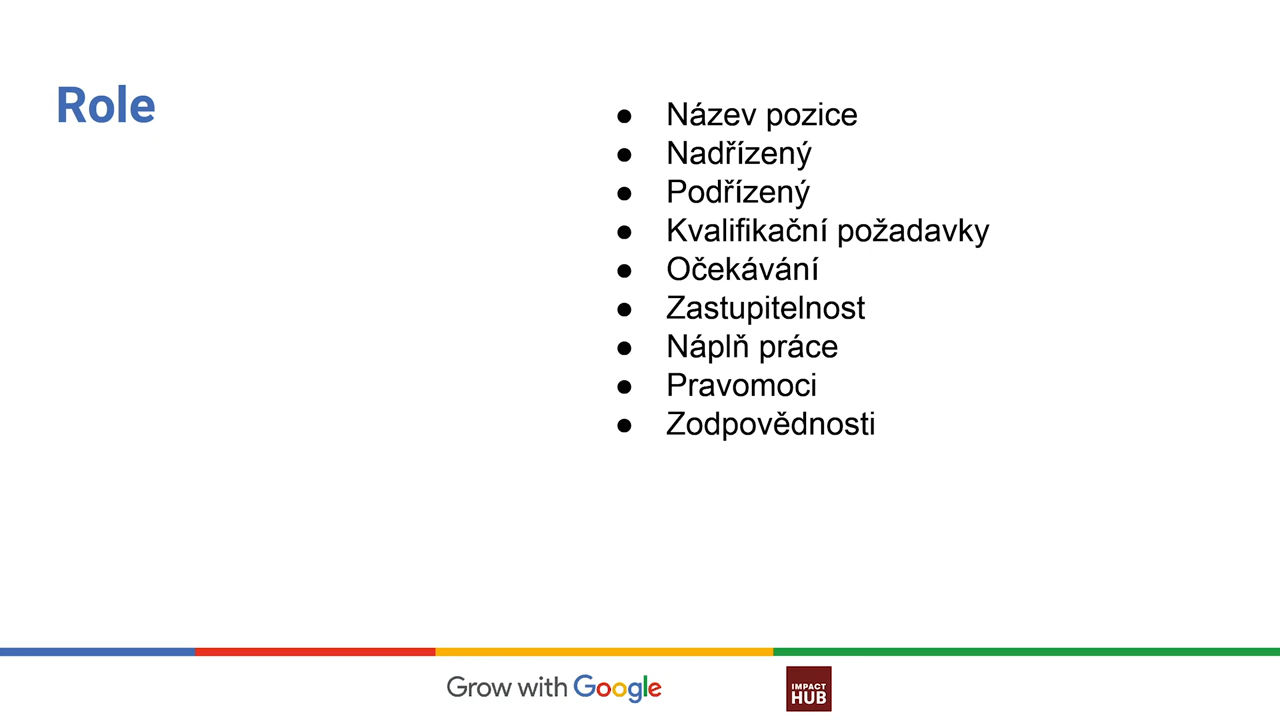 Role
● Název pozice
● Nadřízený
● Podřízený
● Kvalifikační požadavky
● Očekávání
● Zastupitelnost
● Náplň práce
● Pravomoci
● Zodpovědnosti
Grow with Google
IMPACT
HUB